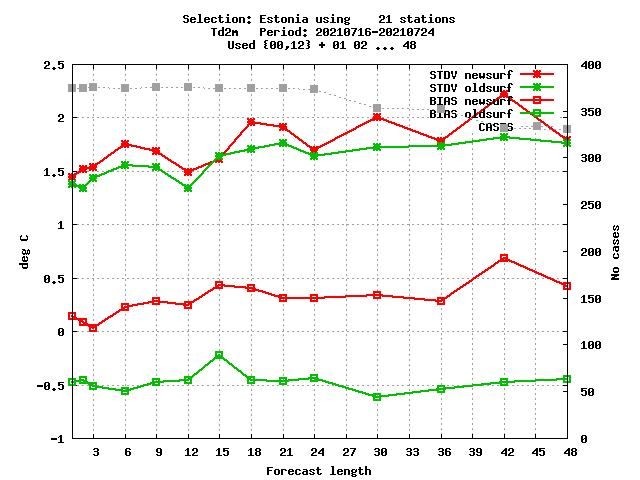 Selection: Estonia using    21 stations
Td2m   Period: 20210716-20210724
Used {00,12} + 01 02 ... 48
2.5
2
1.5
1
0.5
0
-0.5
-1
deg C
400
350
300
250
200
150
100
50
0
No cases
STDV newsurf
STDV oldsurf
BIAS newsurf
BIAS oldsurf
CASES
3 6 9 12 15 18 21 24 27 30 33 36 39 42 45 48
Forecast length